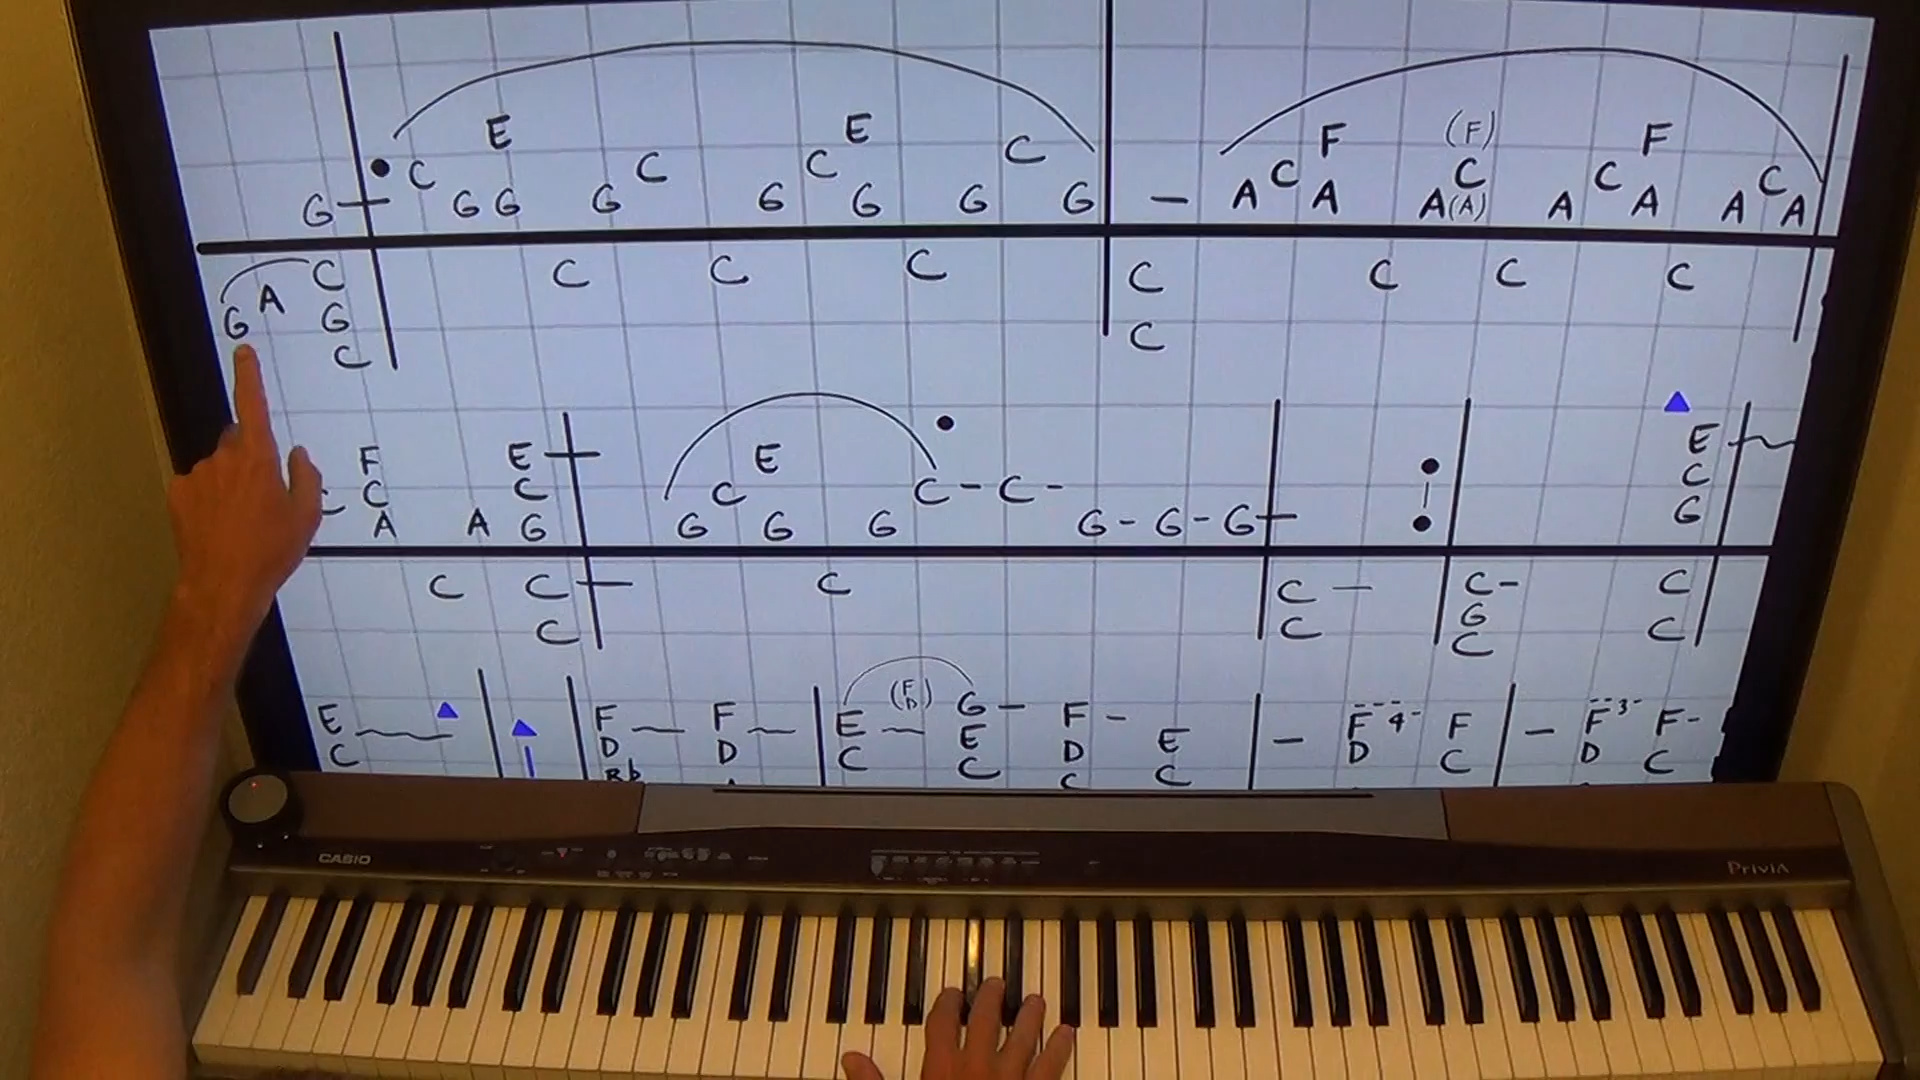 E E F (F) F
G C G G G C G C E G G C G — A C F A A C (A) A C A A C A
G A C G C C C C C C C C C
F E E
C C C G C E G G C - C - G - G - G E C G
A A G
C C C C C - C - C
C C G C
C
E F F E (F D) G - F - E - F - 4 - F - F - 3 - F -
C D D C E D C D C D C
Bb C
CASIO Privia